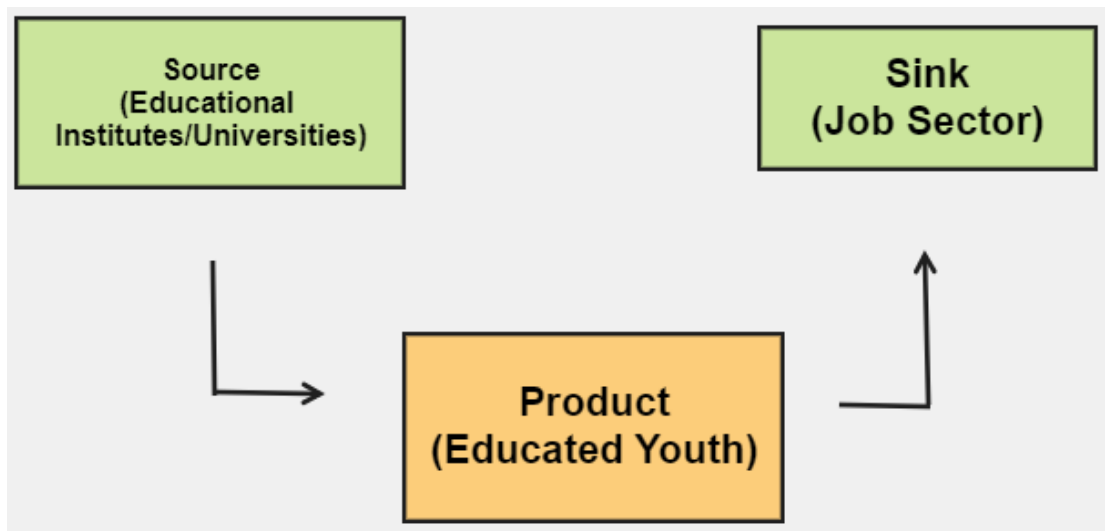 Source
(Educational
Institutes/Universities)
Sink
(Job Sector)
Product
(Educated Youth)